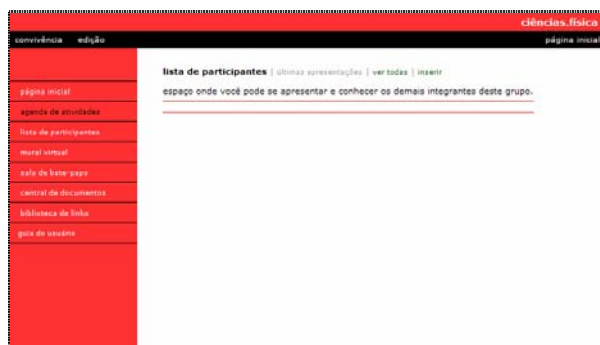 ciências.física
convivência edição página inicial
lista de participantes | últimas apresentações | ver todas | inserir
espaço onde você pode se apresentar e conhecer os demais integrantes deste grupo.
página inicial
agenda de atividades
lista de participantes
mural virtual
sala de bate-papo
central de documentos
biblioteca de links
guia do usuário